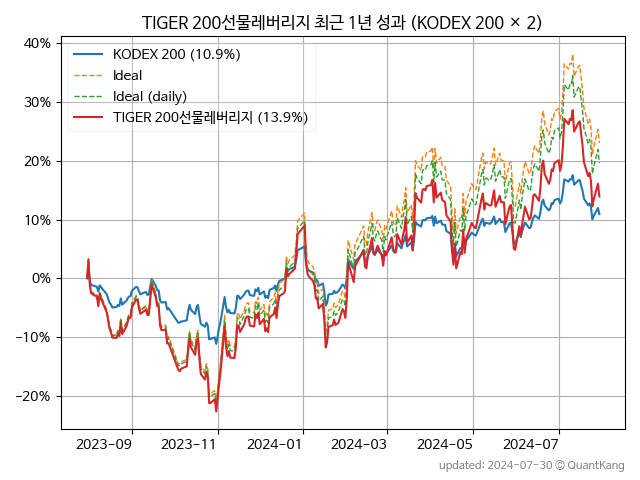 TIGER 200선물레버리지 최근 1년 성과 (KODEX 200 × 2)
40%
30%
20%
10%
0%
−10%
−20%
KODEX 200 (10.9%)
Ideal
Ideal (daily)
TIGER 200선물레버리지 (13.9%)
2023−09 2023−11 2024−01 2024−03 2024−05 2024−07
updated: 2024-07-30 © QuantKang